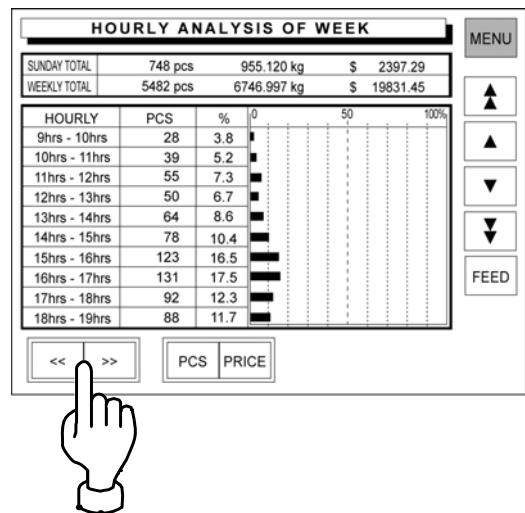 HOURLY ANALYSIS OF WEEK
MENU
SUNDAY TOTAL 748 pcs 955.120 kg $ 2397.29
WEEKLY TOTAL 5482 pcs 6746.997 kg $ 19831.45
HOURLY PCS % 0 50 100%
9hrs - 10hrs 28 3.8
10hrs - 11hrs 39 5.2
11hrs - 12hrs 55 7.3
12hrs - 13hrs 50 6.7
13hrs - 14hrs 64 8.6
14hrs - 15hrs 78 10.4
15hrs - 16hrs 123 16.5
16hrs - 17hrs 131 17.5
17hrs - 18hrs 92 12.3
18hrs - 19hrs 88 11.7
FEED
<< >> PCS PRICE